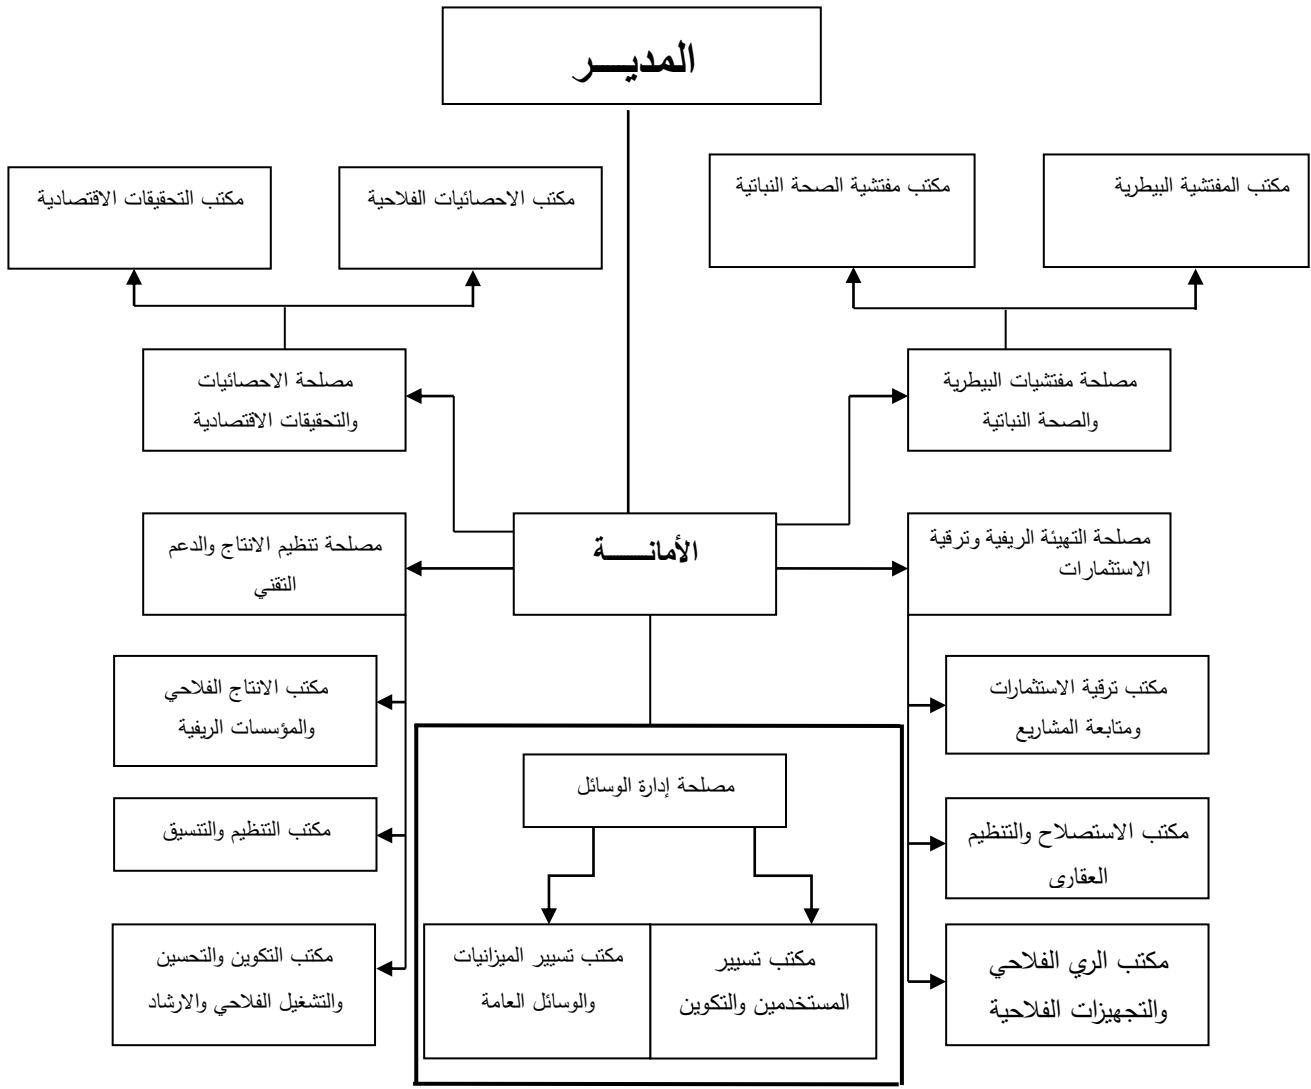 المديـــر
مكتب المفتشية البيطرية
مكتب مفتشية الصحة النباتية
مكتب الاحصائيات الفلاحية
مكتب التحقيقات الاقتصادية
مصلحة مفتشيات البيطرية
والصحة النباتية
مصلحة الاحصائيات
والتحقيقات الاقتصادية
مصلحة التهيئة الريفية وترقية
الاستثمارات
الأمانـــــة
مصلحة تنظيم الانتاج والدعم
التقني
مكتب ترقية الاستثمارات
ومتابعة المشاريع
مكتب الانتاج الفلاحي
والمؤسسات الريفية
مصلحة إدارة الوسائل
مكتب الاستصلاح والتنظيم
العقاري
مكتب التنظيم والتنسيق
مكتب الري الفلاحي
والتجهيزات الفلاحية
مكتب تسيير
المستخدمين والتكوين
مكتب تسيير الميزانيات
والوسائل العامة
مكتب التكوين والتحسين
والتشغيل الفلاحي والارشاد